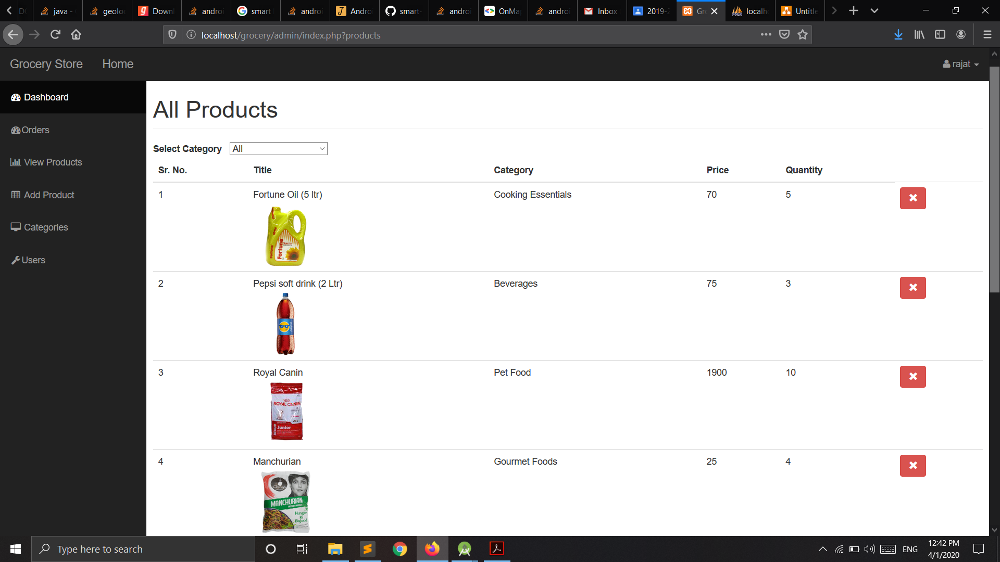 java -
geoloc
Downl
androi
smart
androi
Andro
smart-
androi
OnMa
androi
Inbox
2019-2
Gr
localh
Untitle
localhost/grocery/admin/index.php?products
Grocery Store Home rajat
Dashboard
Orders
View Products
Add Product
Categories
Users
All Products
Select Category All
Sr. No. Title Category Price Quantity
1 Fortune Oil (5 ltr) Cooking Essentials 70 5
Fortune
2 Pepsi soft drink (2 Ltr) Beverages 75 3
3 Royal Canin Pet Food 1900 10
ROYAL CANIN
MEDIUM
Junior
4 Manchurian Gourmet Foods 25 4
Ching's
MANCHURIAN
INSTANT NOODLES
Hunger
Ki
Bajao!
Type here to search
ENG
12:42 PM
4/1/2020